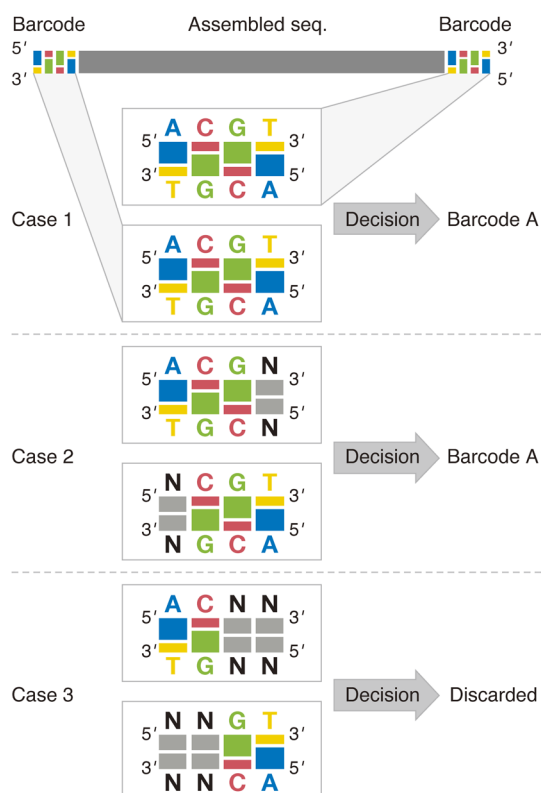 Barcode Assembled seq. Barcode
5′ 3′
3′ 5′
A C G T
5′ 3′
3′ 5′
T G C A
Case 1 Decision Barcode A
A C G T
5′ 3′
3′ 5′
T G C A
A C G N
5′ 3′
3′ 5′
T G C N
Case 2 Decision Barcode A
N C G T
5′ 3′
3′ 5′
N G C A
A C N N
5′ 3′
3′ 5′
T G N N
Case 3 Decision Discarded
N N G T
5′ 3′
3′ 5′
N N C A